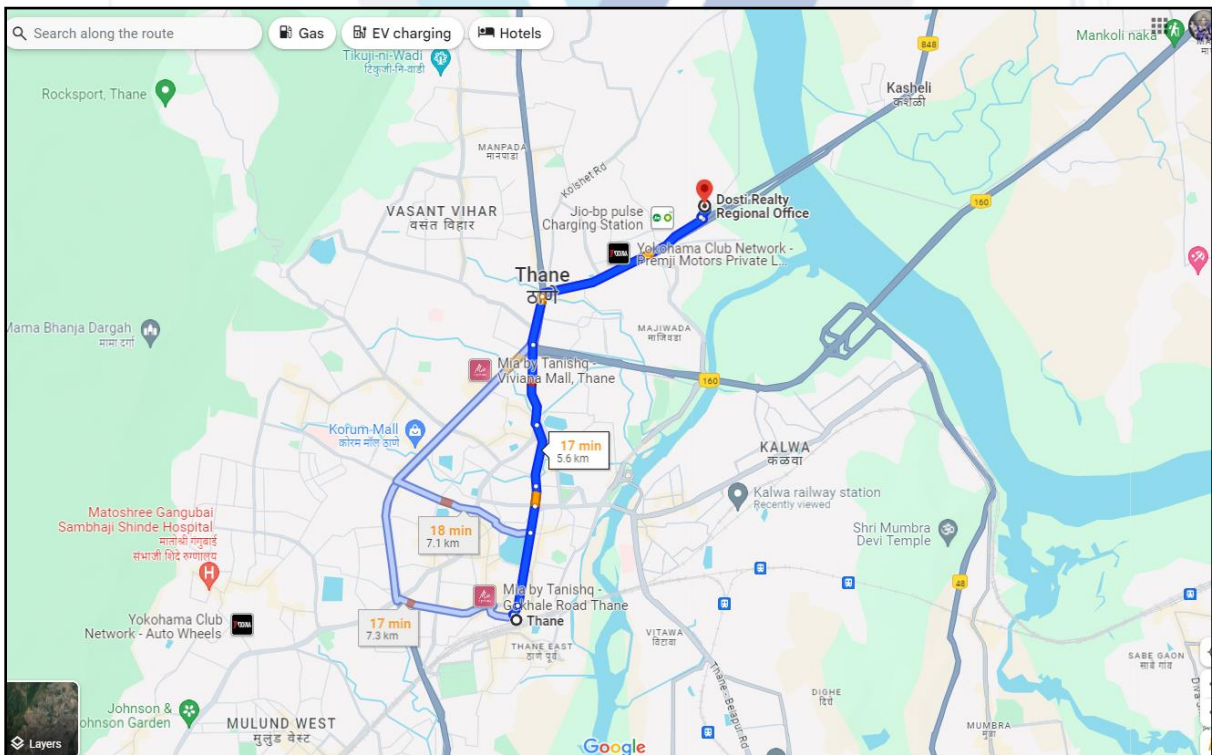 Search along the route
Gas
EV charging
Hotels
Mankoli naka
Tikuji-ni-Wadi
टिकुजी-नि-वाडी
848
Rocksport, Thane
Kasheli
कशेळी
MANPADA
मानपाडा
Kolshet Rd
160
VASANT VIHAR
वसंत विहार
Jio-bp pulse
Charging Station
Dosti Realty
Regional Office
YOKOHAMA
Yokohama Club Network -
Premji Motors Private L...
Thane
ठाणे
Mama Bhanja Dargah
मामा दर्गा
MAJIWADA
माजिवडा
Mia by Tanishq -
Viviana Mall, Thane
160
Korum Mall
कोरम मॉल ठाणे
17 min
5.6 km
KALWA
कळवा
Kalwa railway station
Recently viewed
Matoshree Gangubai
Sambhaji Shinde Hospital
मातोश्री गंगुबाई
संभाजी शिंदे रुग्णालय
H
18 min
7.1 km
Shri Mumbra
Devi Temple
48
Mia by Tanishq -
Gokhale Road Thane
Thane
Yokohama Club
Network - Auto Wheels
17 min
7.3 km
VITAWA
विटावा
THANE EAST
ठाणे पूर्व
SABE GAON
साबे गांव
Thane - Belapur Rd
DIGHE
दिघे
Johnson &
Johnson Garden
MULUND WEST
मुलुंड वेस्ट
MUMBRA
मुंब्रा
Layers
Google